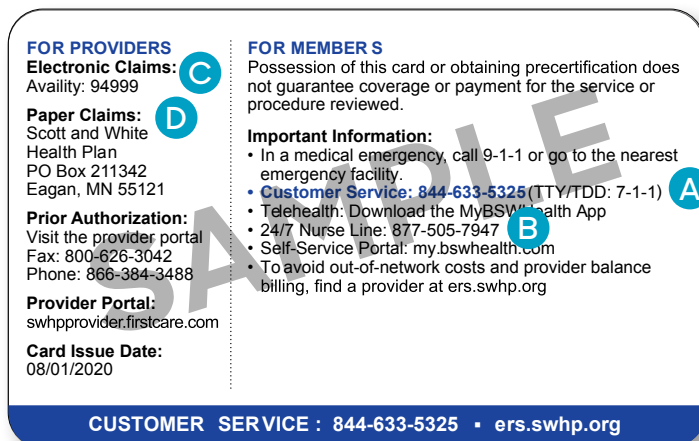 FOR PROVIDERS
Electronic Claims:
C
Availity: 94999
Paper Claims:
D
Scott and White
Health Plan
PO Box 211342
Eagan, MN 55121
Prior Authorization:
Visit the provider portal
Fax: 800-626-3042
Phone: 866-384-3488
Provider Portal:
swhpprovider.firstcare.com
Card Issue Date:
08/01/2020
FOR MEMBERS
Possession of this card or obtaining precertification does
not guarantee coverage or payment for the service or
procedure reviewed.
Important Information:
• In a medical emergency, call 9-1-1 or go to the nearest
emergency facility.
• Customer Service: 844-633-5325(TTY/TDD: 7-1-1)
A
• Telehealth: Download the MyBSWHealth App
• 24/7 Nurse Line: 877-505-7947
B
• Self-Service Portal: my.bswhealth.com
• To avoid out-of-network costs and provider balance
billing, find a provider at ers.swhp.org
SAMPLE
CUSTOMER SERVICE : 844-633-5325 ▪ ers.swhp.org